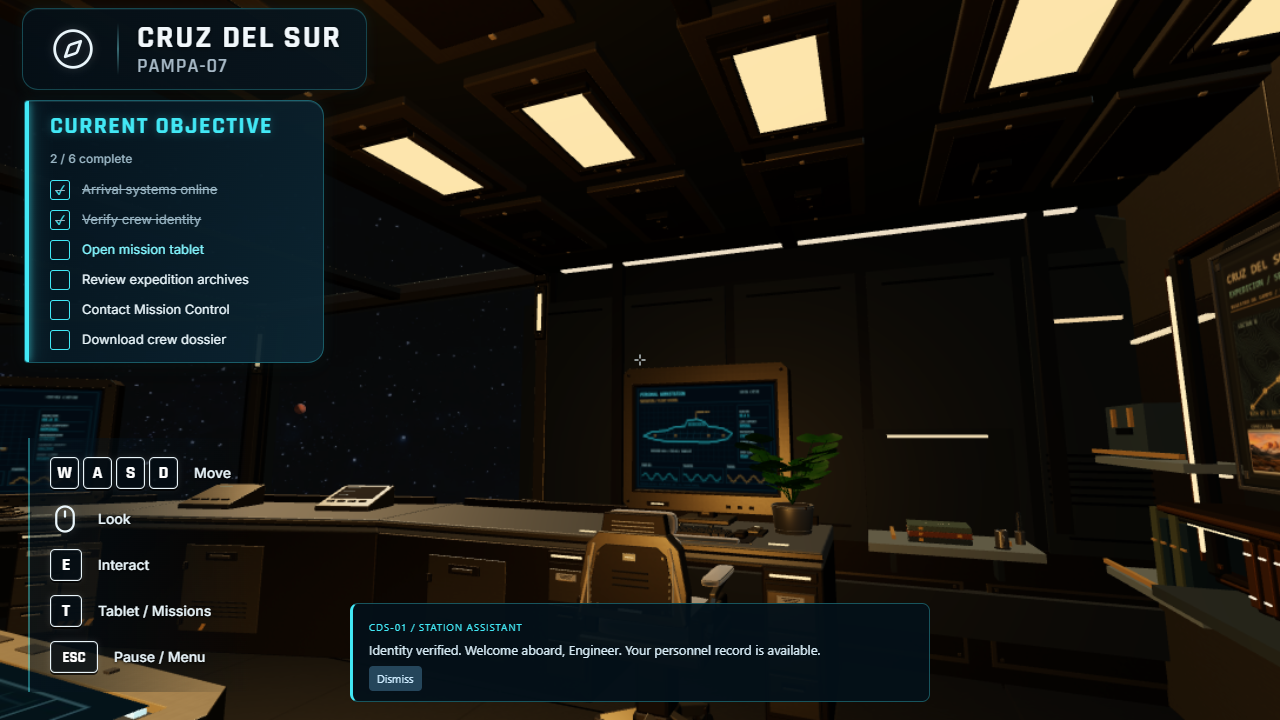 CRUZ DEL SUR
PAMPA-07
CURRENT OBJECTIVE
2 / 6 complete
Arrival systems online
Verify crew identity
Open mission tablet
Review expedition archives
Contact Mission Control
Download crew dossier
W A S D Move
Look
E Interact
T Tablet / Missions
ESC Pause / Menu
CDS-01 / STATION ASSISTANT
Identity verified. Welcome aboard, Engineer. Your personnel record is available.
Dismiss
CRUZ DEL S